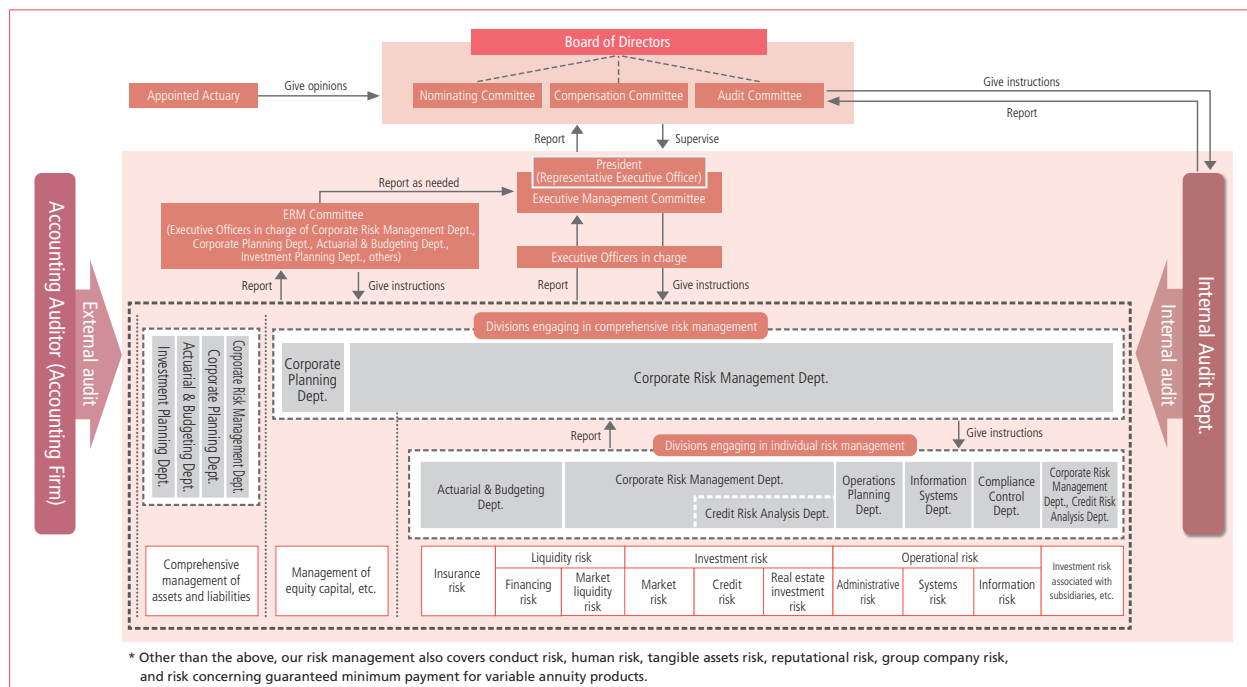 Board of Directors
Appointed Actuary
Give opinions
Nominating Committee
Compensation Committee
Audit Committee
Give instructions
Report
Report
Supervise
President
(Representative Executive Officer)
Executive Management Committee
Report as needed
ERM Committee
(Executive Officers in charge of Corporate Risk Management Dept.,
Corporate Planning Dept., Actuarial & Budgeting Dept.,
Investment Planning Dept., others)
Executive Officers in charge
Report
Give instructions
Report
Give instructions
Accounting Auditor (Accounting Firm)
External audit
Internal audit
Internal Audit Dept.
Divisions engaging in comprehensive risk management
Investment Planning Dept.
Actuarial & Budgeting Dept.
Corporate Planning Dept.
Corporate Risk Management Dept.
Corporate
Planning
Dept.
Corporate Risk Management Dept.
Report
Give instructions
Divisions engaging in individual risk management
Actuarial & Budgeting
Dept.
Corporate Risk Management Dept.
Credit Risk Analysis Dept.
Operations
Planning
Dept.
Information
Systems
Dept.
Compliance
Control
Dept.
Corporate Risk
Management
Dept., Credit Risk
Analysis Dept.
Comprehensive
management of
assets and liabilities
Management of
equity capital, etc.
Insurance
risk
Liquidity risk
Financing
risk
Market
liquidity risk
Investment risk
Market
risk
Credit
risk
Real estate
investment
risk
Operational risk
Administrative
risk
Systems
risk
Information
risk
Investment risk
associated with
subsidiaries, etc.
* Other than the above, our risk management also covers conduct risk, human risk, tangible assets risk, reputational risk, group company risk,
and risk concerning guaranteed minimum payment for variable annuity products.